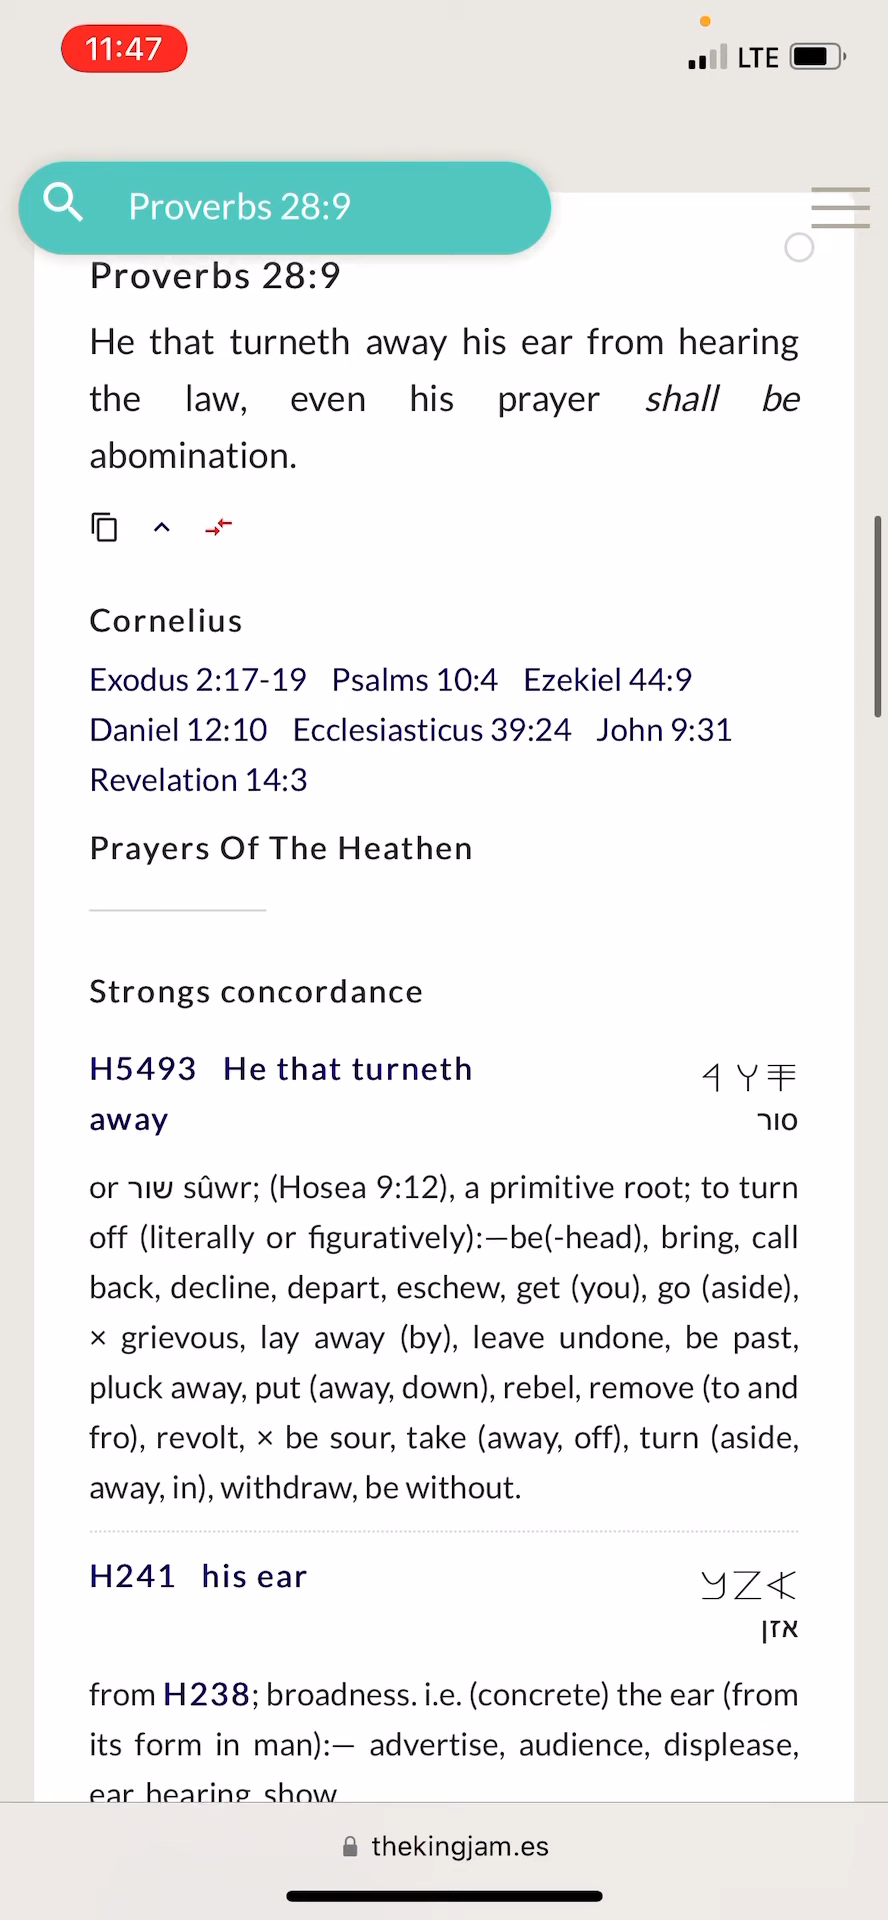 11:47
LTE
Proverbs 28:9
Proverbs 28:9
He that turneth away his ear from hearing
the law, even his prayer shall be
abomination.
Cornelius
Exodus 2:17-19 Psalms 10:4 Ezekiel 44:9
Daniel 12:10 Ecclesiasticus 39:24 John 9:31
Revelation 14:3
Prayers Of The Heathen
Strongs concordance
H5493 He that turneth
away
𐤎𐤅𐤓
סור
or שור sûwr; (Hosea 9:12), a primitive root; to turn
off (literally or figuratively):—be(-head), bring, call
back, decline, depart, eschew, get (you), go (aside),
× grievous, lay away (by), leave undone, be past,
pluck away, put (away, down), rebel, remove (to and
fro), revolt, × be sour, take (away, off), turn (aside,
away, in), withdraw, be without.
H241 his ear
𐤀𐤆𐤍
אזן
from H238; broadness. i.e. (concrete) the ear (from
its form in man):— advertise, audience, displease,
ear hearing show
thekingjam.es